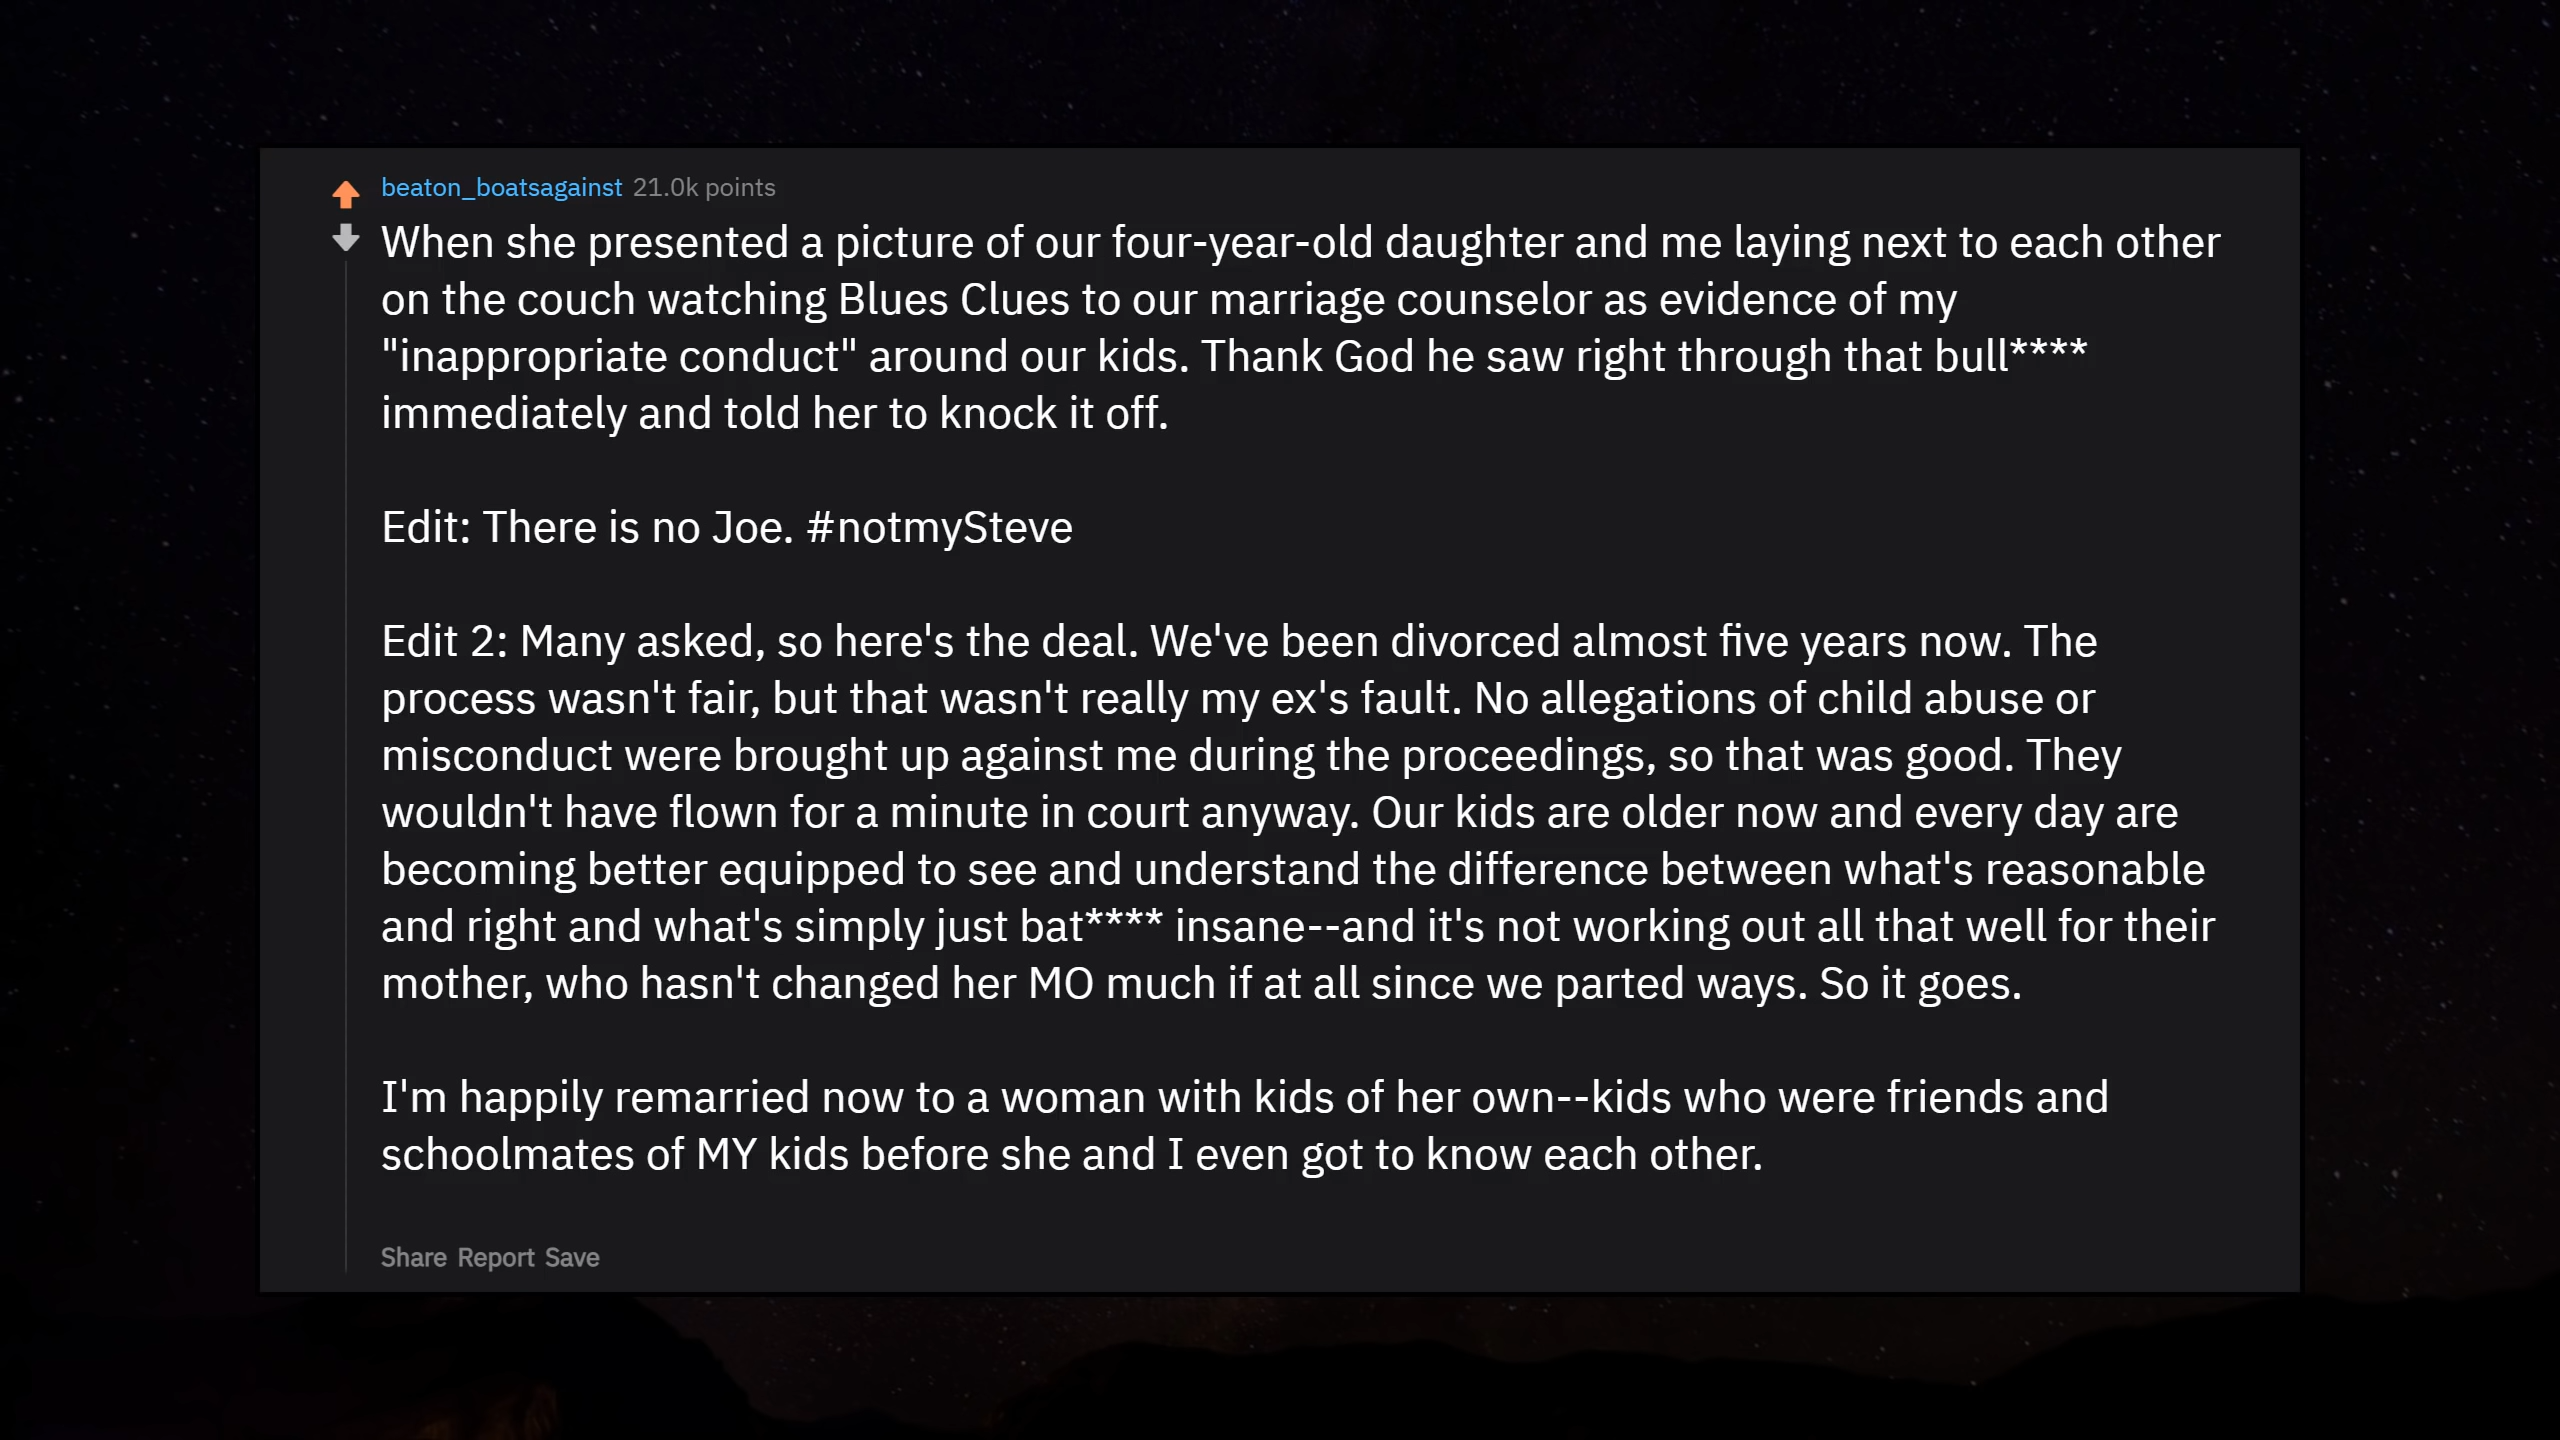 beaton_boatsagainst 21.0k points
When she presented a picture of our four-year-old daughter and me laying next to each other
on the couch watching Blues Clues to our marriage counselor as evidence of my
"inappropriate conduct" around our kids. Thank God he saw right through that bull****
immediately and told her to knock it off.
Edit: There is no Joe. #notmySteve
Edit 2: Many asked, so here's the deal. We've been divorced almost five years now. The
process wasn't fair, but that wasn't really my ex's fault. No allegations of child abuse or
misconduct were brought up against me during the proceedings, so that was good. They
wouldn't have flown for a minute in court anyway. Our kids are older now and every day are
becoming better equipped to see and understand the difference between what's reasonable
and right and what's simply just bat**** insane--and it's not working out all that well for their
mother, who hasn't changed her MO much if at all since we parted ways. So it goes.
I'm happily remarried now to a woman with kids of her own--kids who were friends and
schoolmates of MY kids before she and I even got to know each other.
Share Report Save